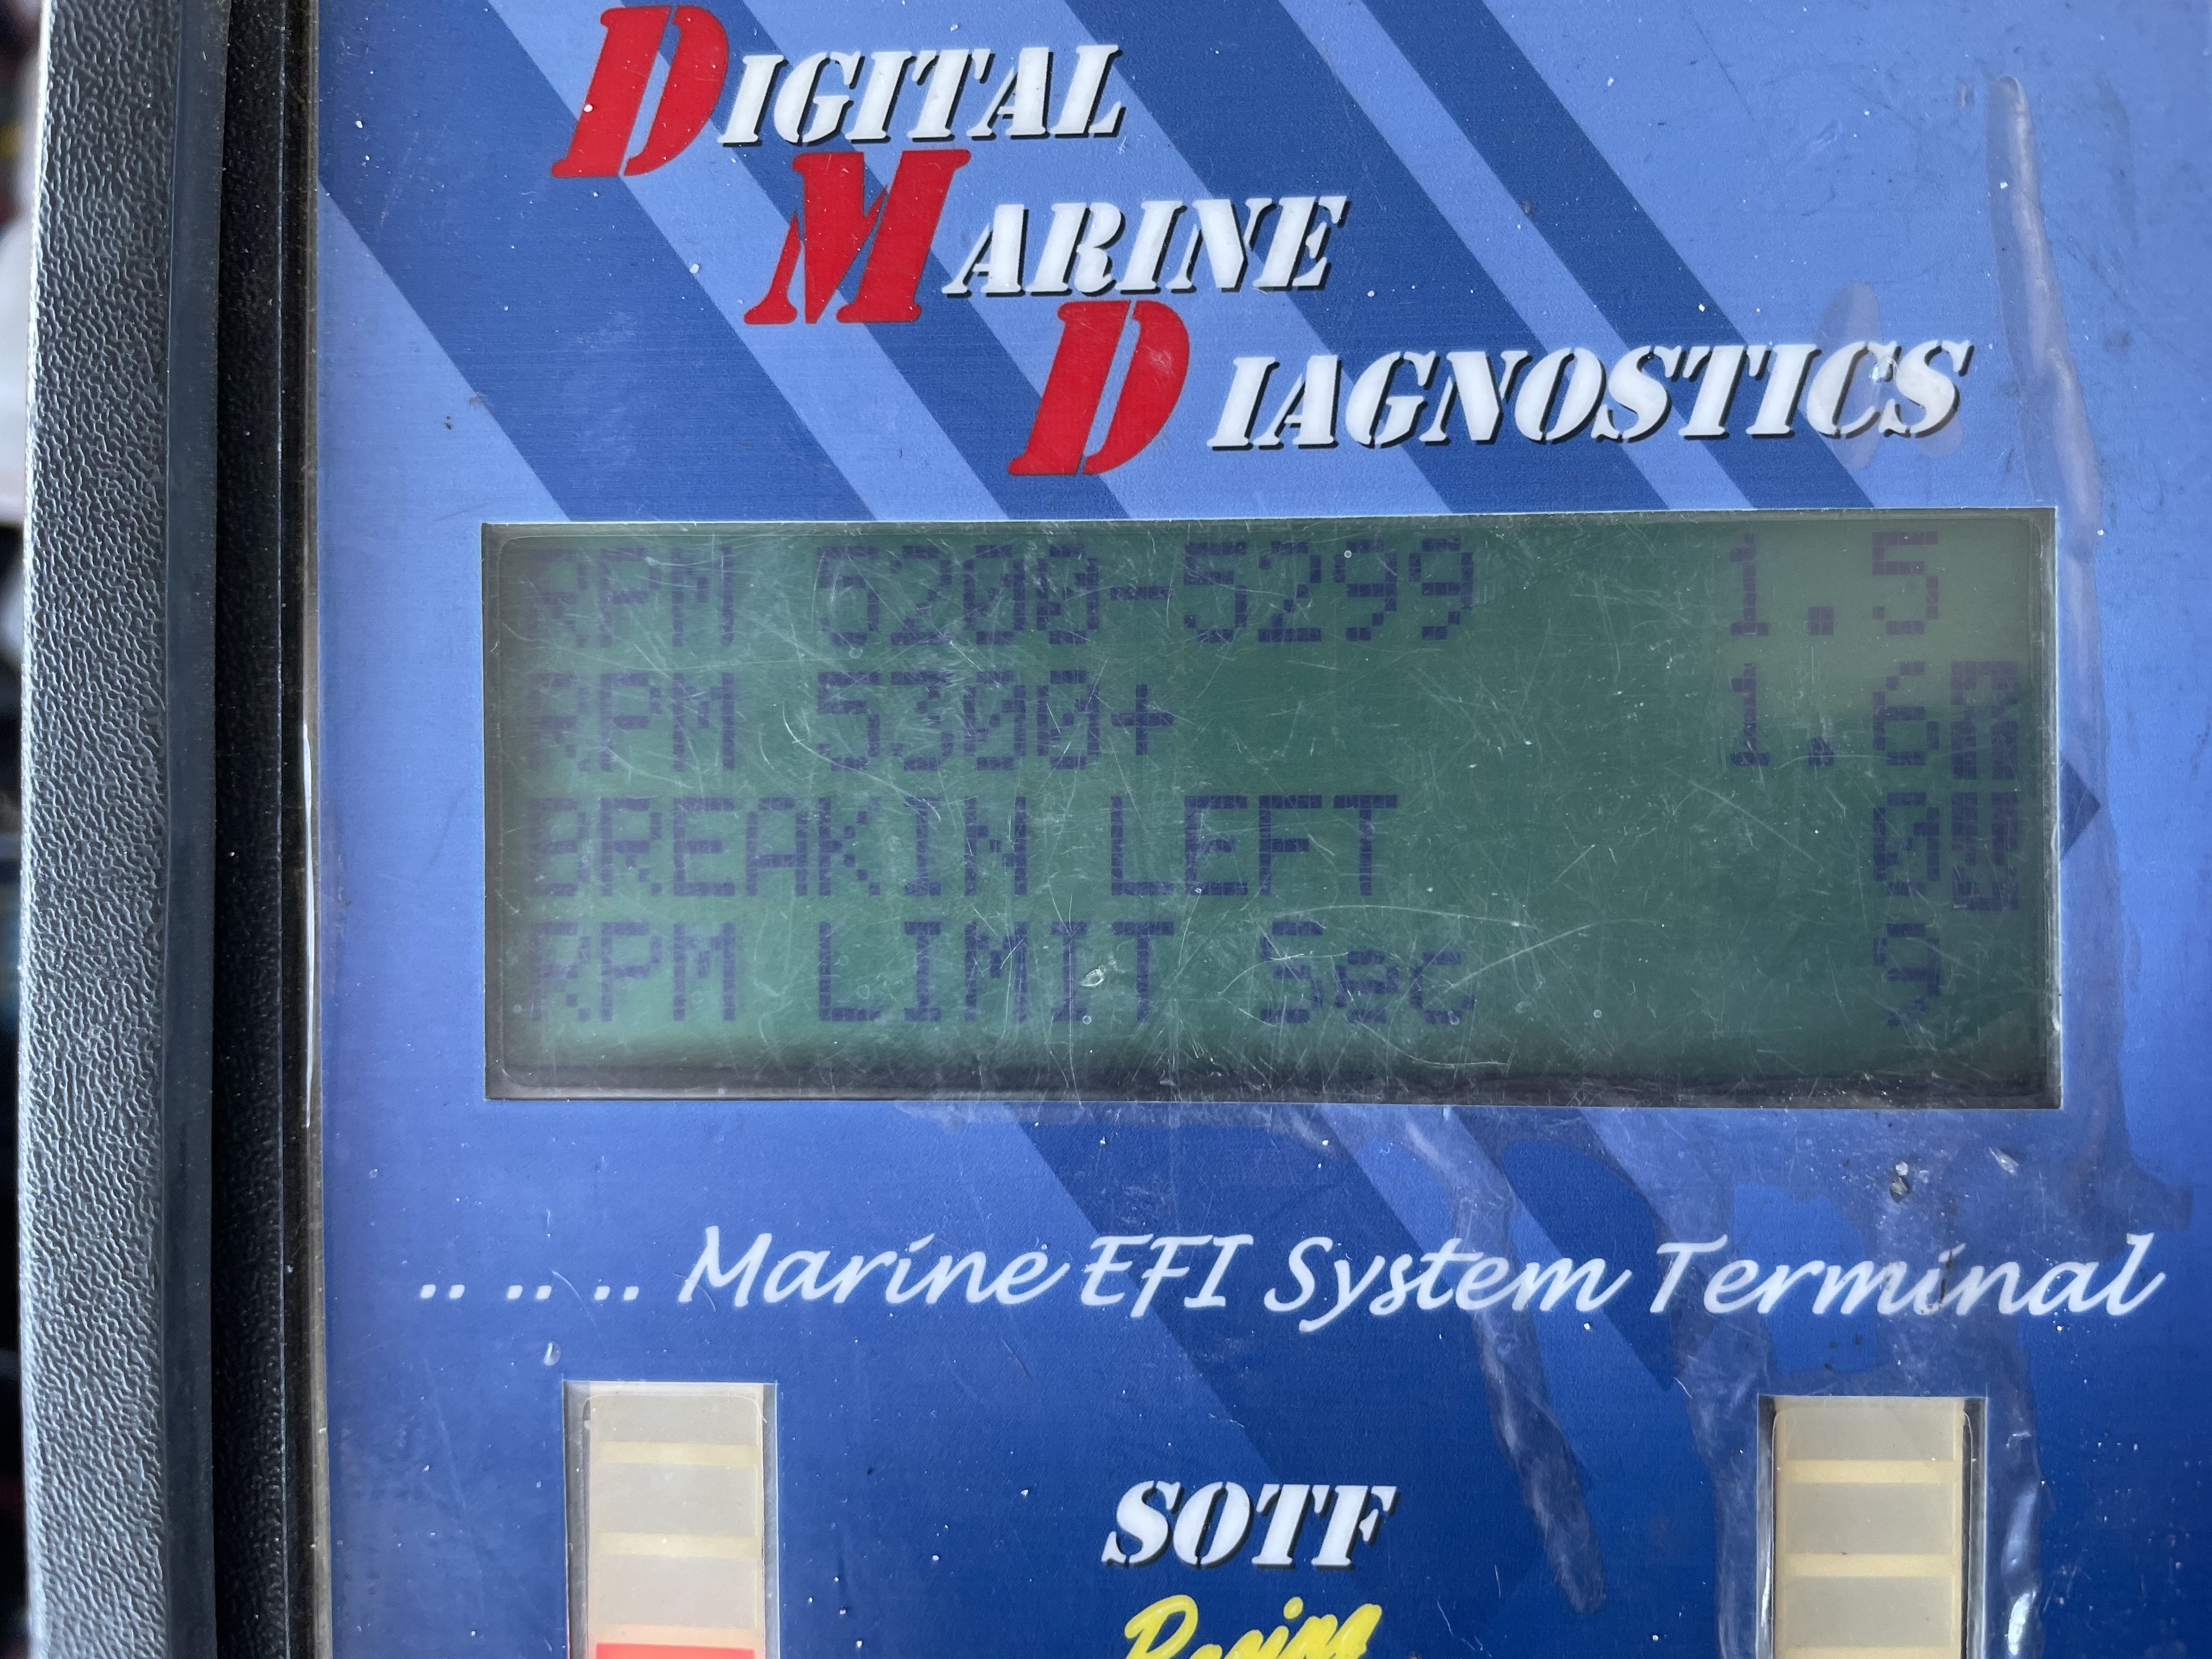 DIGITAL
MARINE
DIAGNOSTICS
RPM 5200-5299 1.5
RPM 5300+ 1.6
BREAKIN LEFT 0
RPM LIMIT Sec 9
.. .. .. Marine EFI System Terminal
SOTF